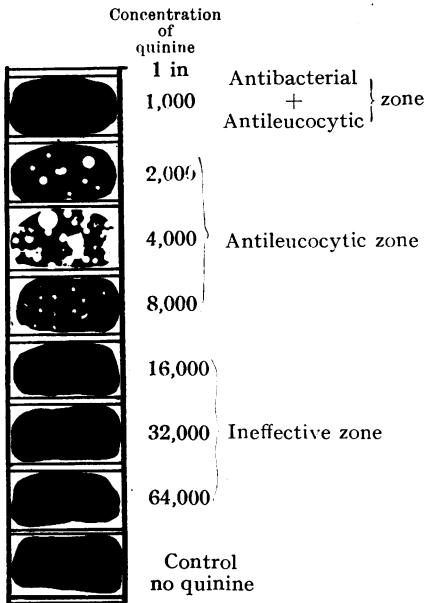 Concentration
of
quinine
1 in
1,000
Antibacterial
+
Antileucocytic
zone
2,000
4,000
Antileucocytic zone
8,000
16,000
32,000
Ineffective zone
64,000
Control
no quinine